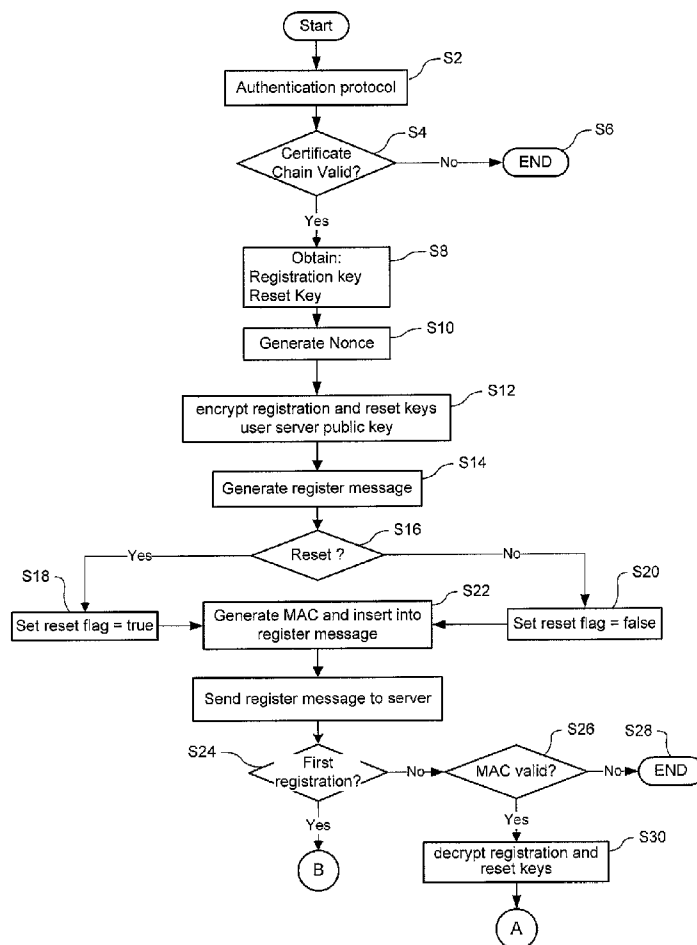 Start
S2
Authentication protocol
S4
Certificate
Chain Valid?
No
S6
END
Yes
S8
Obtain:
Registration key
Reset Key
S10
Generate Nonce
S12
encrypt registration and reset keys
user server public key
S14
Generate register message
S16
Reset ?
Yes
No
S18
Set reset flag = true
S22
Generate MAC and insert into
register message
S20
Set reset flag = false
Send register message to server
S24
First
registration?
No
S26
MAC valid?
No
S28
END
Yes
Yes
S30
decrypt registration and
reset keys
B
A